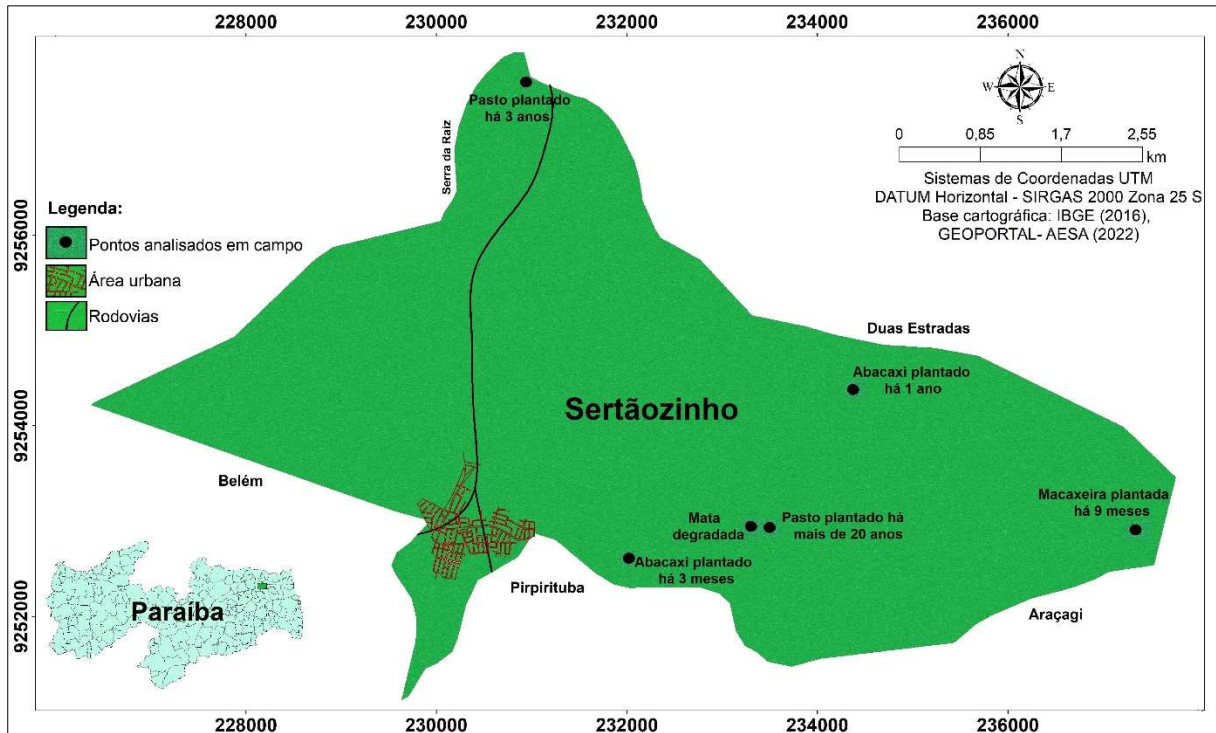 228000
230000
232000
234000
236000
N
W E
S
0 0,85 1,7 2,55
km
Sistemas de Coordenadas UTM
DATUM Horizontal - SIRGAS 2000 Zona 25 S
Base cartográfica: IBGE (2016),
GEOPORTAL- AESA (2022)
Pasto plantado
há 3 anos
Serra da Raiz
Legenda:
Pontos analisados em campo
Área urbana
Rodovias
9256000
9254000
9252000
Duas Estradas
Abacaxi plantado
há 1 ano
Sertãozinho
Belém
Macaxeira plantada
há 9 meses
Mata
degradada
Pasto plantado há
mais de 20 anos
Abacaxi plantado
há 3 meses
Pirpirituba
Araçagi
Paraíba
228000
230000
232000
234000
236000